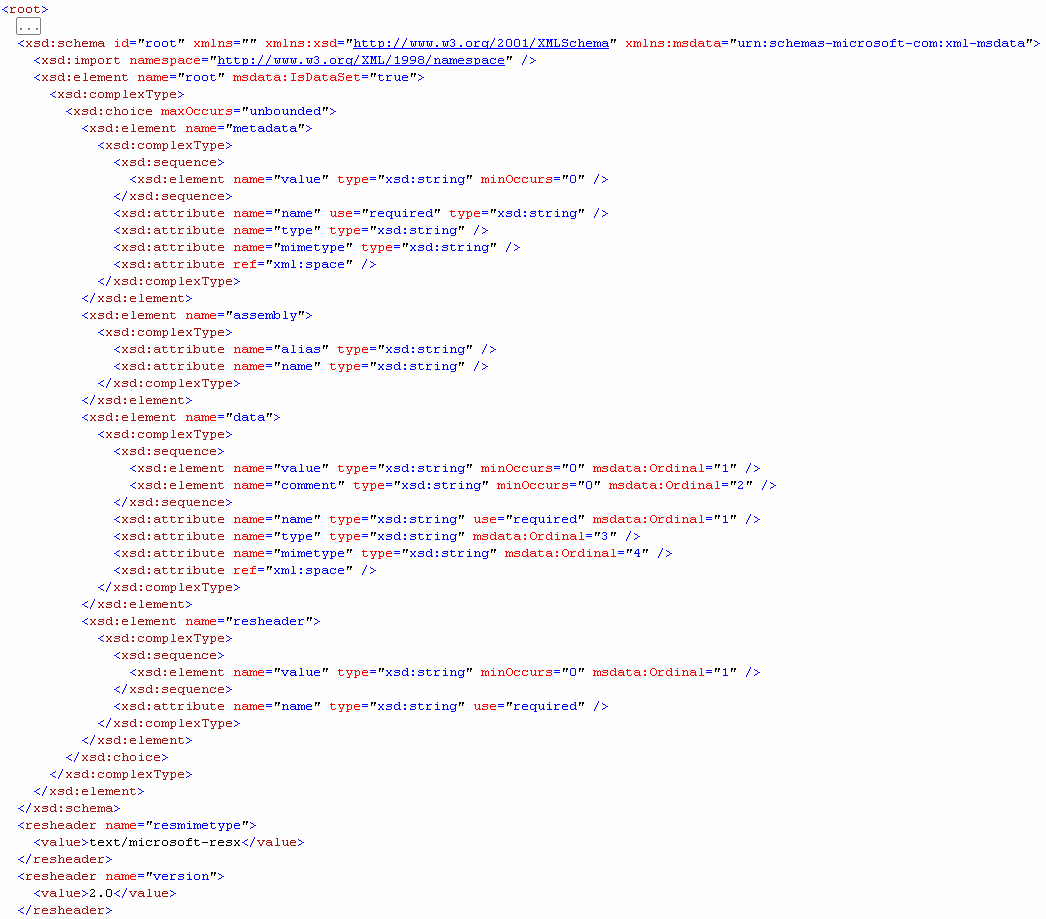 <root>
...
<xsd:schema id="root" xmlns="" xmlns:xsd="http://www.w3.org/2001/XMLSchema" xmlns:msdata="urn:schemas-microsoft-com:xml-msdata">
<xsd:import namespace="http://www.w3.org/XML/1998/namespace" />
<xsd:element name="root" msdata:IsDataSet="true">
<xsd:complexType>
<xsd:choice maxOccurs="unbounded">
<xsd:element name="metadata">
<xsd:complexType>
<xsd:sequence>
<xsd:element name="value" type="xsd:string" minOccurs="0" />
</xsd:sequence>
<xsd:attribute name="name" use="required" type="xsd:string" />
<xsd:attribute name="type" type="xsd:string" />
<xsd:attribute name="mimetype" type="xsd:string" />
<xsd:attribute ref="xml:space" />
</xsd:complexType>
</xsd:element>
<xsd:element name="assembly">
<xsd:complexType>
<xsd:attribute name="alias" type="xsd:string" />
<xsd:attribute name="name" type="xsd:string" />
</xsd:complexType>
</xsd:element>
<xsd:element name="data">
<xsd:complexType>
<xsd:sequence>
<xsd:element name="value" type="xsd:string" minOccurs="0" msdata:Ordinal="1" />
<xsd:element name="comment" type="xsd:string" minOccurs="0" msdata:Ordinal="2" />
</xsd:sequence>
<xsd:attribute name="name" type="xsd:string" use="required" msdata:Ordinal="1" />
<xsd:attribute name="type" type="xsd:string" msdata:Ordinal="3" />
<xsd:attribute name="mimetype" type="xsd:string" msdata:Ordinal="4" />
<xsd:attribute ref="xml:space" />
</xsd:complexType>
</xsd:element>
<xsd:element name="resheader">
<xsd:complexType>
<xsd:sequence>
<xsd:element name="value" type="xsd:string" minOccurs="0" msdata:Ordinal="1" />
</xsd:sequence>
<xsd:attribute name="name" type="xsd:string" use="required" />
</xsd:complexType>
</xsd:element>
</xsd:choice>
</xsd:complexType>
</xsd:element>
</xsd:schema>
<resheader name="resmimetype">
<value>text/microsoft-resx</value>
</resheader>
<resheader name="version">
<value>2.0</value>
</resheader>